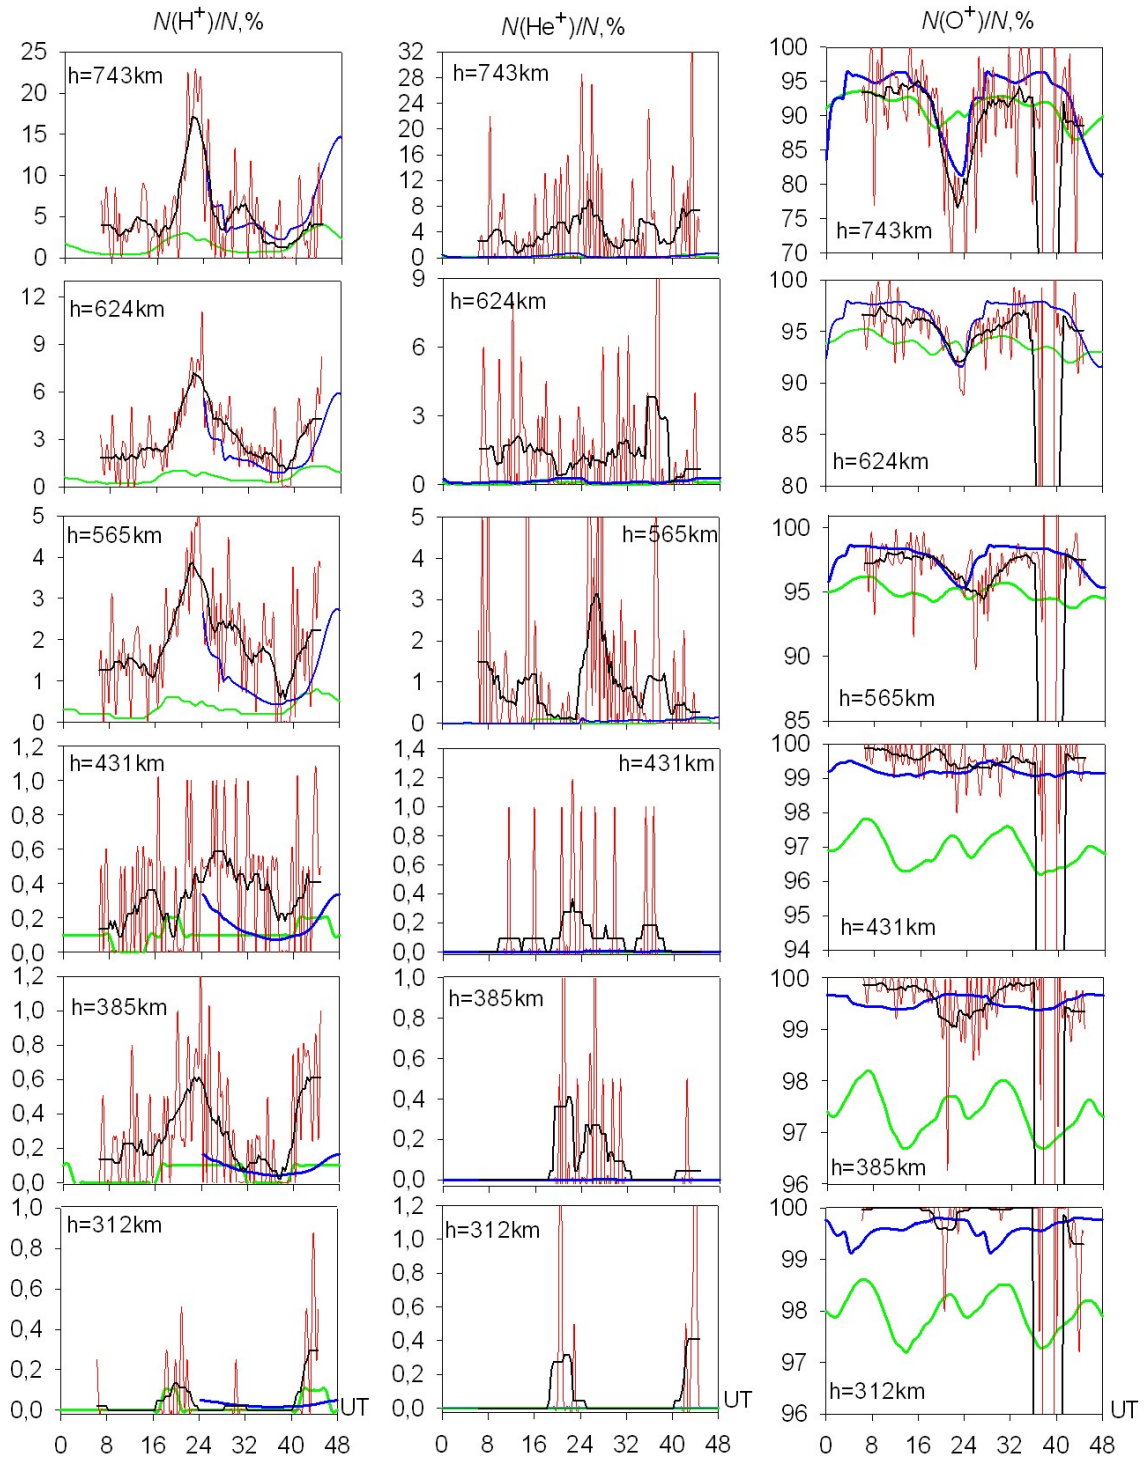 N(H+)/N,% N(He+)/N,% N(O+)/N,%
25 20 15 10 5 0 h=743km
32 28 24 20 16 12 8 4 0 h=743km
100 95 90 85 80 75 70 h=743km
12 9 6 3 0 h=624km
9 6 3 0 h=624km
100 95 90 85 80 h=624km
5 4 3 2 1 0 h=565km
5 4 3 2 1 0 h=565km
100 95 90 85 h=565km
1,2 1,0 0,8 0,6 0,4 0,2 0,0 h=431km
1,4 1,2 1,0 0,8 0,6 0,4 0,2 0,0 h=431km
100 99 98 97 96 95 94 h=431km
1,2 1,0 0,8 0,6 0,4 0,2 0,0 h=385km
1,0 0,8 0,6 0,4 0,2 0,0 h=385km
100 99 98 97 96 h=385km
1,0 0,8 0,6 0,4 0,2 0,0 h=312km UT
1,2 1,0 0,8 0,6 0,4 0,2 0,0 h=312km UT
100 99 98 97 96 h=312km UT
0 8 16 24 32 40 48
0 8 16 24 32 40 48
0 8 16 24 32 40 48